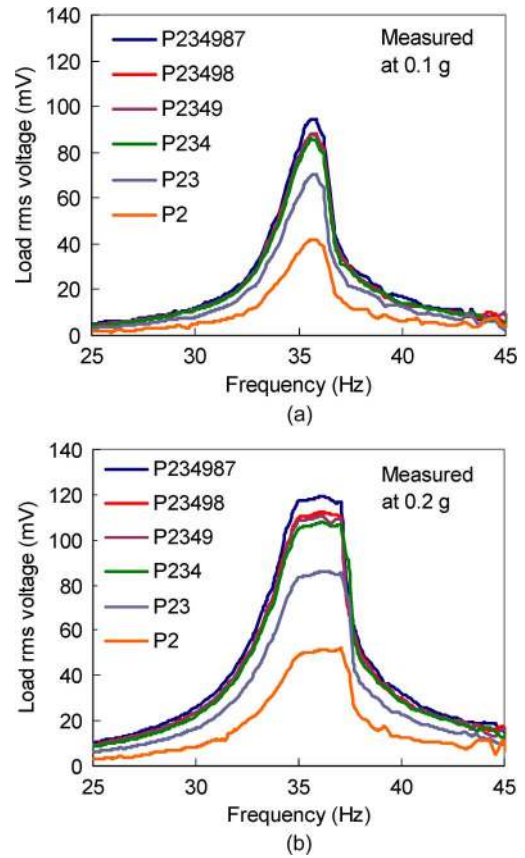 140
120
100
80
60
40
20
0
Load rms voltage (mV)
P234987
P23498
P2349
P234
P23
P2
Measured
at 0.1 g
25 30 35 40 45
Frequency (Hz)
(a)
140
120
100
80
60
40
20
0
Load rms voltage (mV)
P234987
P23498
P2349
P234
P23
P2
Measured
at 0.2 g
25 30 35 40 45
Frequency (Hz)
(b)